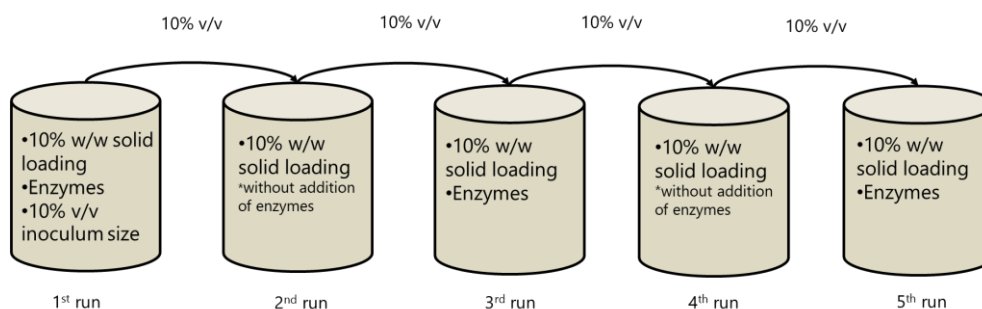 10% v/v
10% v/v
10% v/v
10% v/v
•10% w/w solid
loading
•Enzymes
•10% v/v
inoculum size
•10% w/w
solid loading
*without addition
of enzymes
•10% w/w
solid loading
•Enzymes
•10% w/w
solid loading
*without addition
of enzymes
•10% w/w
solid loading
•Enzymes
1st run
2nd run
3rd run
4th run
5th run